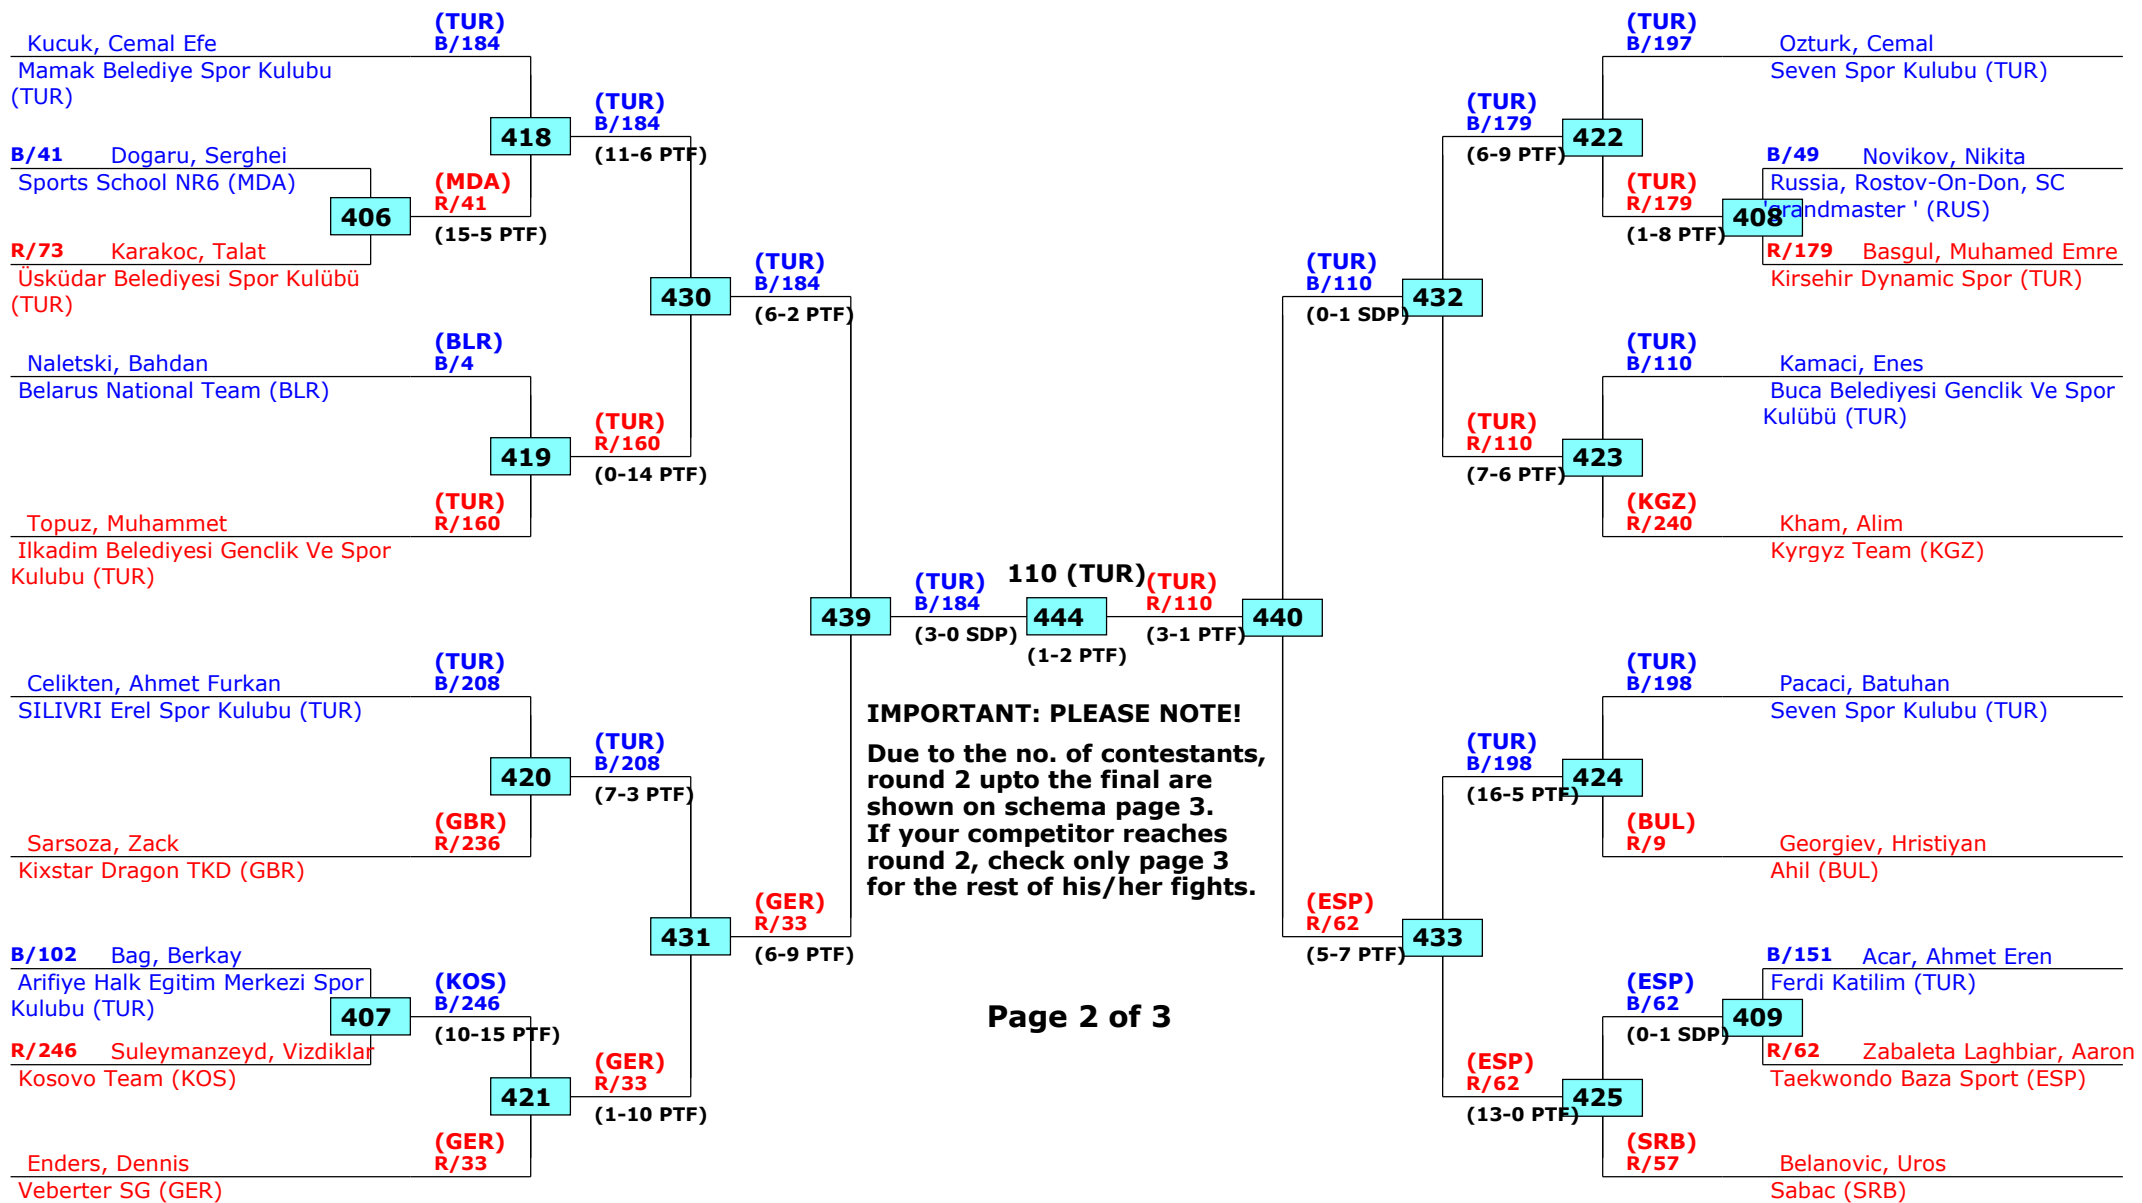 (TUR)
Kucuk, Cemal Efe
B/184
Mamak Belediye Spor Kulubu
(TUR)
(TUR)
B/184
418
(11-6 PTF)
B/41 Dogaru, Serghei
Sports School NR6 (MDA)
(MDA)
R/41
406
(15-5 PTF)
R/73 Karakoc, Talat
Üsküdar Belediyesi Spor Kulübü
(TUR)
(TUR)
B/184
430
(6-2 PTF)
(BLR)
Naletski, Bahdan
B/4
Belarus National Team (BLR)
(TUR)
R/160
419
(0-14 PTF)
(TUR)
Topuz, Muhammet
R/160
Ilkadim Belediyesi Genclik Ve Spor
Kulubu (TUR)
439
(TUR)
B/184
(3-0 SDP)
110 (TUR)
444
(1-2 PTF)
(TUR)
R/110
(3-1 PTF)
440
(TUR)
Celikten, Ahmet Furkan
B/208
SILIVRI Erel Spor Kulubu (TUR)
(TUR)
B/208
420
(7-3 PTF)
(GBR)
Sarsoza, Zack
R/236
Kixstar Dragon TKD (GBR)
(GER)
R/33
431
(6-9 PTF)
B/102 Bag, Berkay
Arifiye Halk Egitim Merkezi Spor
Kulubu (TUR)
(KOS)
B/246
407
(10-15 PTF)
R/246 Suleymanzeyd, Vizdiklar
Kosovo Team (KOS)
(GER)
R/33
421
(1-10 PTF)
(GER)
Enders, Dennis
R/33
Veberter SG (GER)
IMPORTANT: PLEASE NOTE!
Due to the no. of contestants,
round 2 upto the final are
shown on schema page 3.
If your competitor reaches
round 2, check only page 3
for the rest of his/her fights.
Page 2 of 3
(TUR)
B/197
Ozturk, Cemal
Seven Spor Kulubu (TUR)
(TUR)
B/179
422
(6-9 PTF)
B/49 Novikov, Nikita
Russia, Rostov-On-Don, SC
'grandmaster ' (RUS)
(TUR)
R/179
408
(1-8 PTF)
R/179 Basgul, Muhamed Emre
Kirsehir Dynamic Spor (TUR)
(TUR)
B/110
432
(0-1 SDP)
(TUR)
B/110
Kamaci, Enes
Buca Belediyesi Genclik Ve Spor
Kulübü (TUR)
(TUR)
R/110
423
(7-6 PTF)
(KGZ)
R/240
Kham, Alim
Kyrgyz Team (KGZ)
(TUR)
B/198
Pacaci, Batuhan
Seven Spor Kulubu (TUR)
(TUR)
B/198
424
(16-5 PTF)
(BUL)
R/9
Georgiev, Hristiyan
Ahil (BUL)
(ESP)
R/62
433
(5-7 PTF)
B/151 Acar, Ahmet Eren
Ferdi Katilim (TUR)
(ESP)
B/62
409
(0-1 SDP)
R/62 Zabaleta Laghbiar, Aaron
Taekwondo Baza Sport (ESP)
(ESP)
R/62
425
(13-0 PTF)
(SRB)
R/57
Belanovic, Uros
Sabac (SRB)